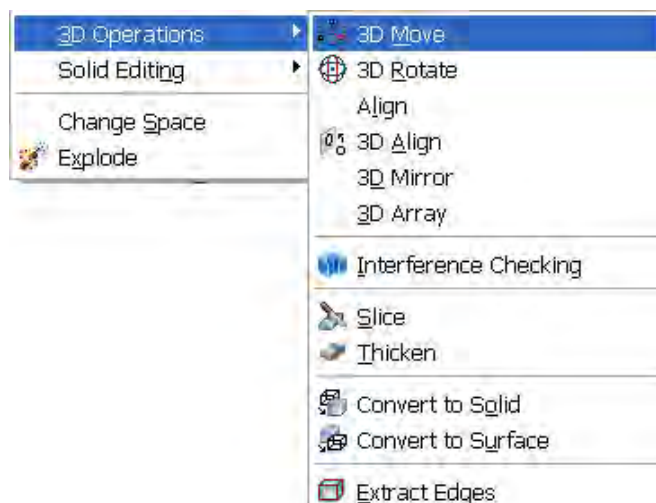 3D Operations
Solid Editing
Change Space
Explode
3D Move
3D Rotate
Align
3D Align
3D Mirror
3D Array
Interference Checking
Slice
Thicken
Convert to Solid
Convert to Surface
Extract Edges